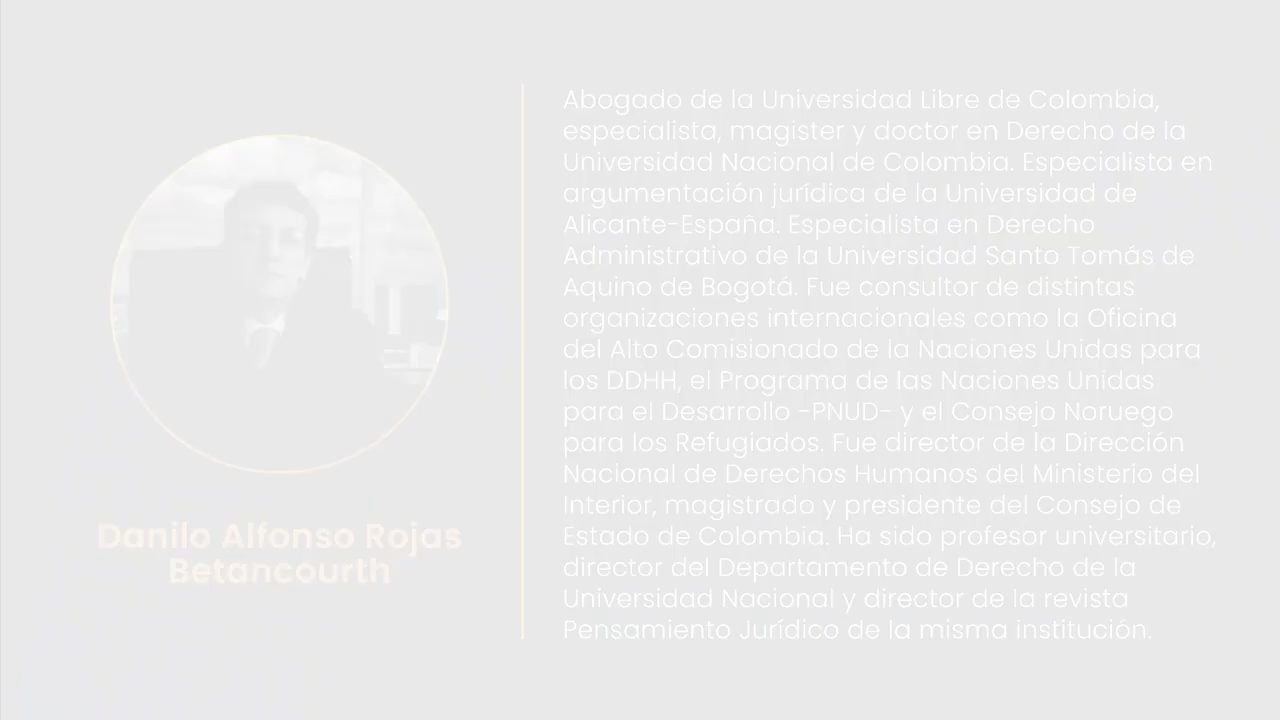 Danilo Alfonso Rojas
Betancourth
Abogado de la Universidad Libre de Colombia,
especialista, magister y doctor en Derecho de la
Universidad Nacional de Colombia. Especialista en
argumentación jurídica de la Universidad de
Alicante-España. Especialista en Derecho
Administrativo de la Universidad Santo Tomás de
Aquino de Bogotá. Fue consultor de distintas
organizaciones internacionales como la Oficina
del Alto Comisionado de la Naciones Unidas para
los DDHH, el Programa de las Naciones Unidas
para el Desarrollo -PNUD- y el Consejo Noruego
para los Refugiados. Fue director de la Dirección
Nacional de Derechos Humanos del Ministerio del
Interior, magistrado y presidente del Consejo de
Estado de Colombia. Ha sido profesor universitario,
director del Departamento de Derecho de la
Universidad Nacional y director de la revista
Pensamiento Jurídico de la misma institución.